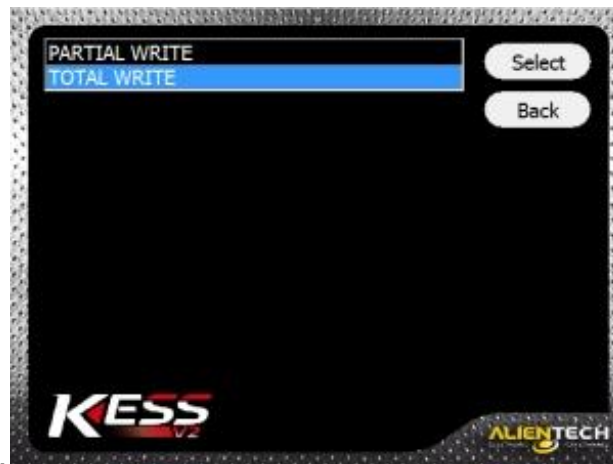 PARTIAL WRITE
TOTAL WRITE
Select
Back
KESS
V2
ALIENTECH